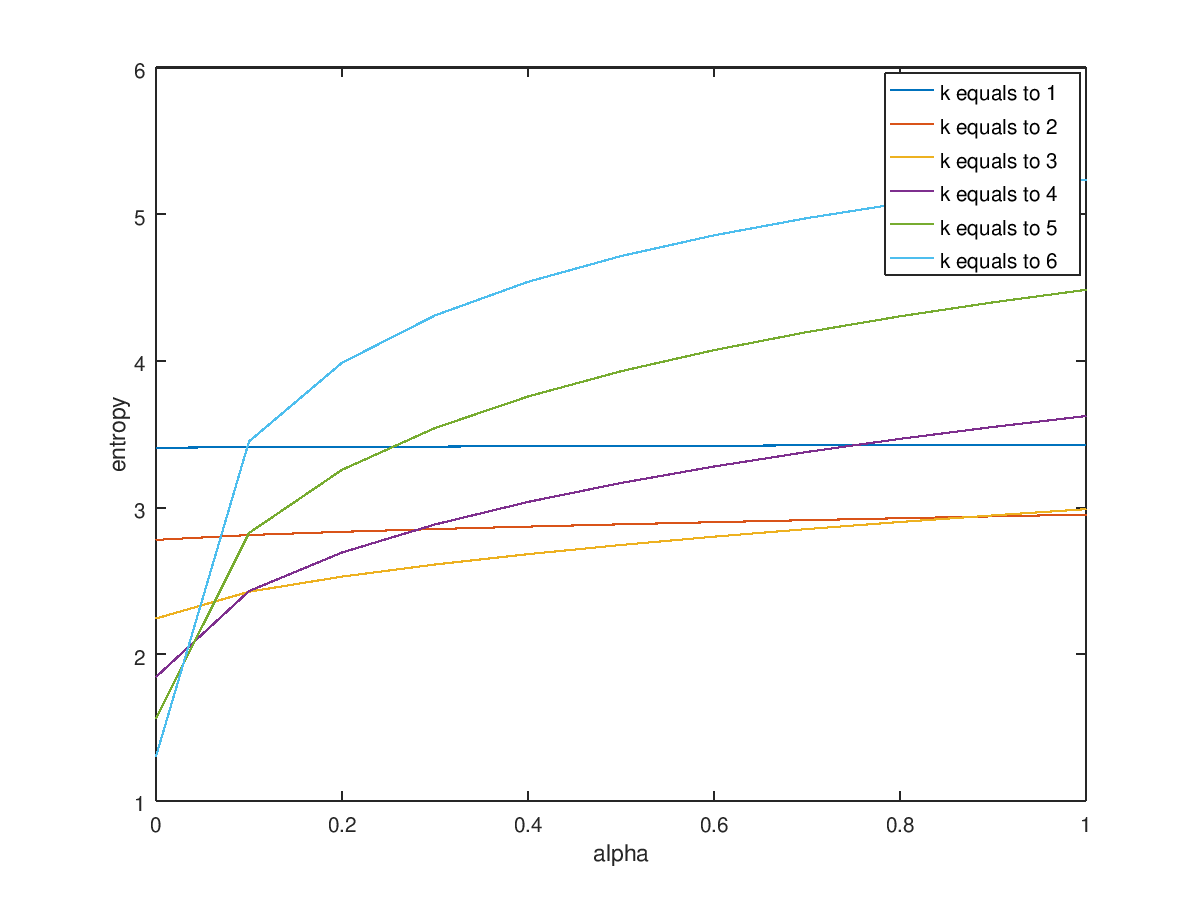 6
5
4
3
2
1
entropy
k equals to 1
k equals to 2
k equals to 3
k equals to 4
k equals to 5
k equals to 6
0 0.2 0.4 0.6 0.8 1
alpha